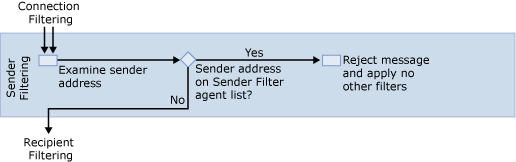 Connection
Filtering
Sender
Filtering
Examine sender
address
Yes
Sender address
on Sender Filter
agent list?
Reject message
and apply no
other filters
No
Recipient
Filtering